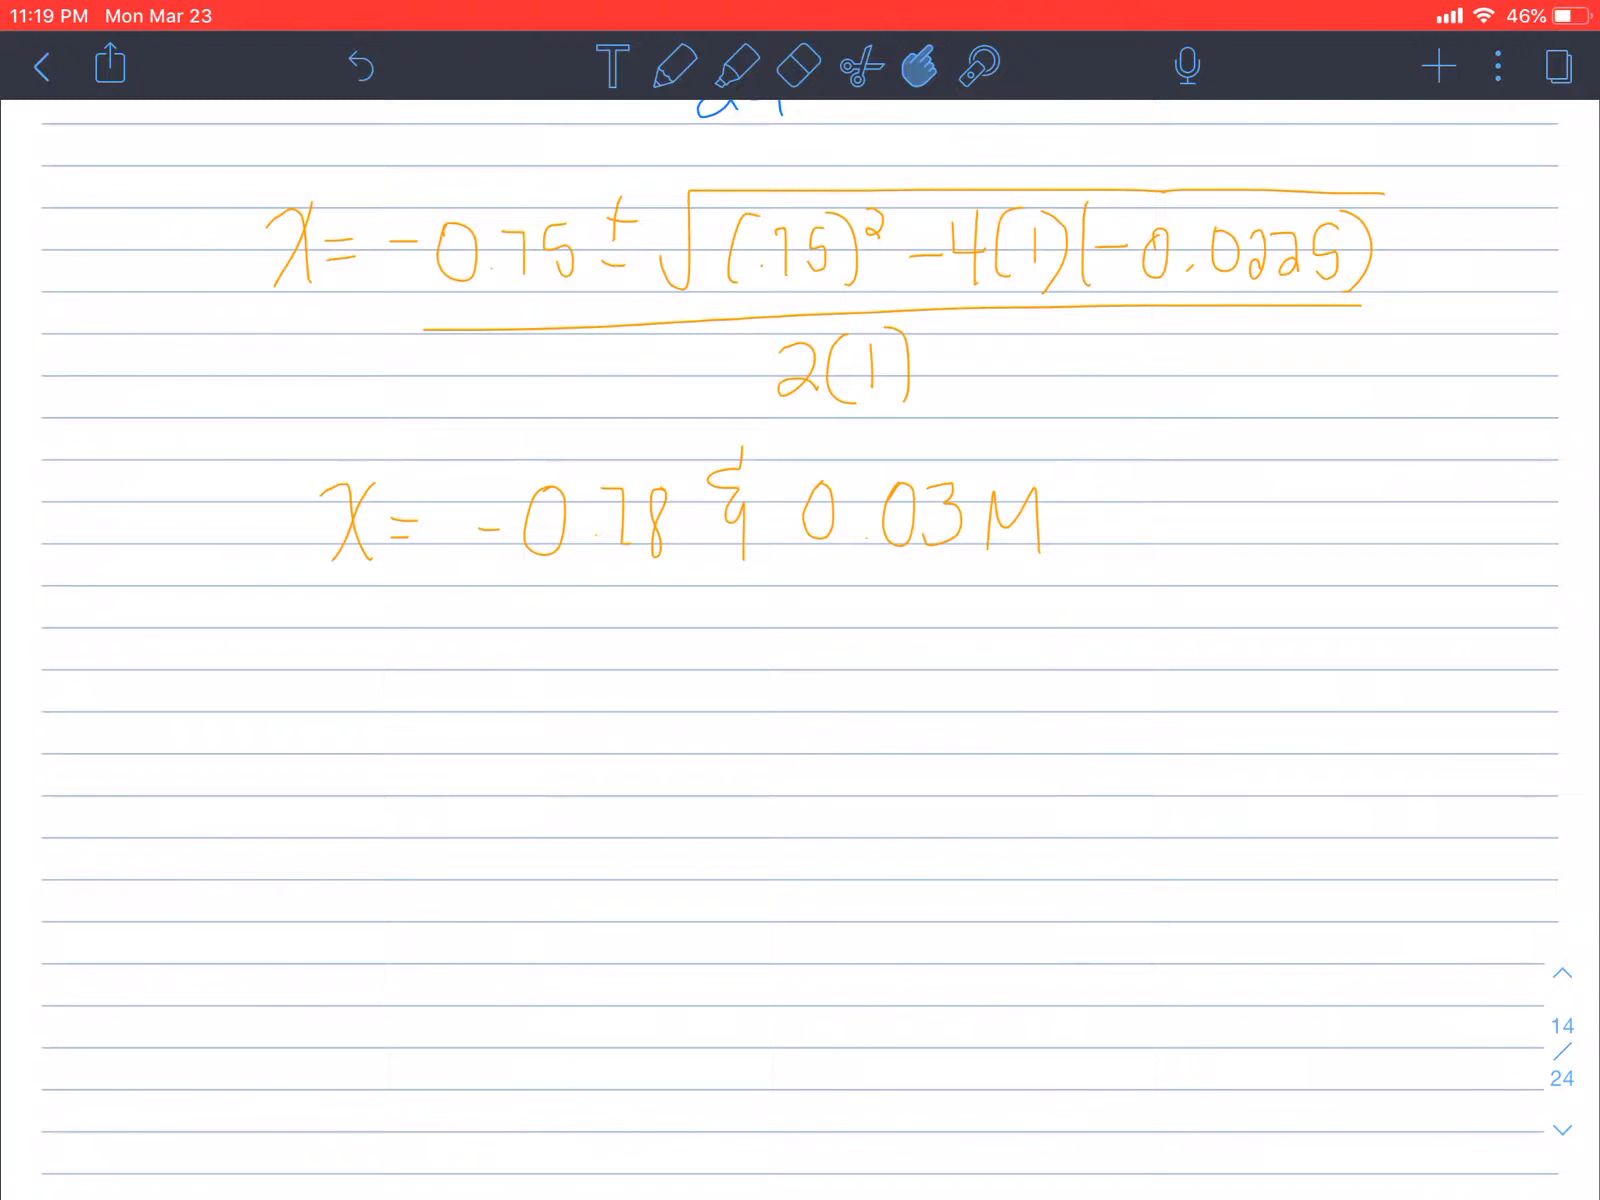 11:19 PM Mon Mar 23 46%
T
x = -0.75 ± √(.75)² -4(1)(-0.0225)
2(1)
x = -0.78 & 0.03M
14
/
24